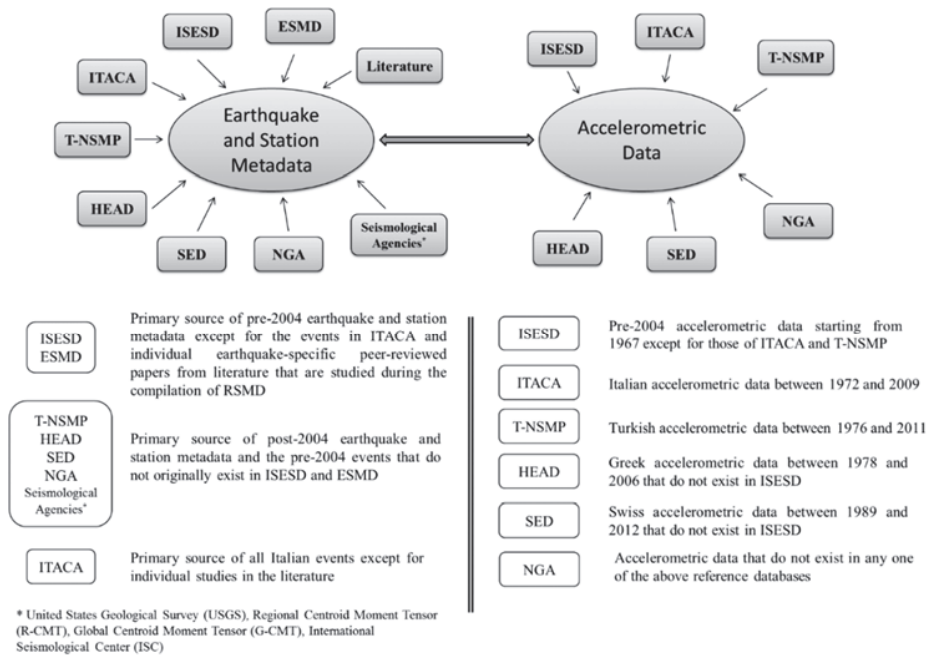 ISESD
ESMD
Literature
ITACA
T-NSMP
HEAD
SED
NGA
Seismological
Agencies*
Earthquake
and Station
Metadata
ISESD
ITACA
T-NSMP
NGA
SED
HEAD
Accelerometric
Data
ISESD
ESMD
Primary source of pre-2004 earthquake and station
metadata except for the events in ITACA and
individual earthquake-specific peer-reviewed
papers from literature that are studied during the
compilation of RSMD
T-NSMP
HEAD
SED
NGA
Seismological
Agencies*
Primary source of post-2004 earthquake and
station metadata and the pre-2004 events that do
not originally exist in ISESD and ESMD
ITACA
Primary source of all Italian events except for
individual studies in the literature
* United States Geological Survey (USGS), Regional Centroid Moment Tensor
(R-CMT), Global Centroid Moment Tensor (G-CMT), International
Seismological Center (ISC)
ISESD
Pre-2004 accelerometric data starting from
1967 except for those of ITACA and T-NSMP
ITACA
Italian accelerometric data between 1972 and 2009
T-NSMP
Turkish accelerometric data between 1976 and 2011
HEAD
Greek accelerometric data between 1978 and
2006 that do not exist in ISESD
SED
Swiss accelerometric data between 1989 and
2012 that do not exist in ISESD
NGA
Accelerometric data that do not exist in any one
of the above reference databases